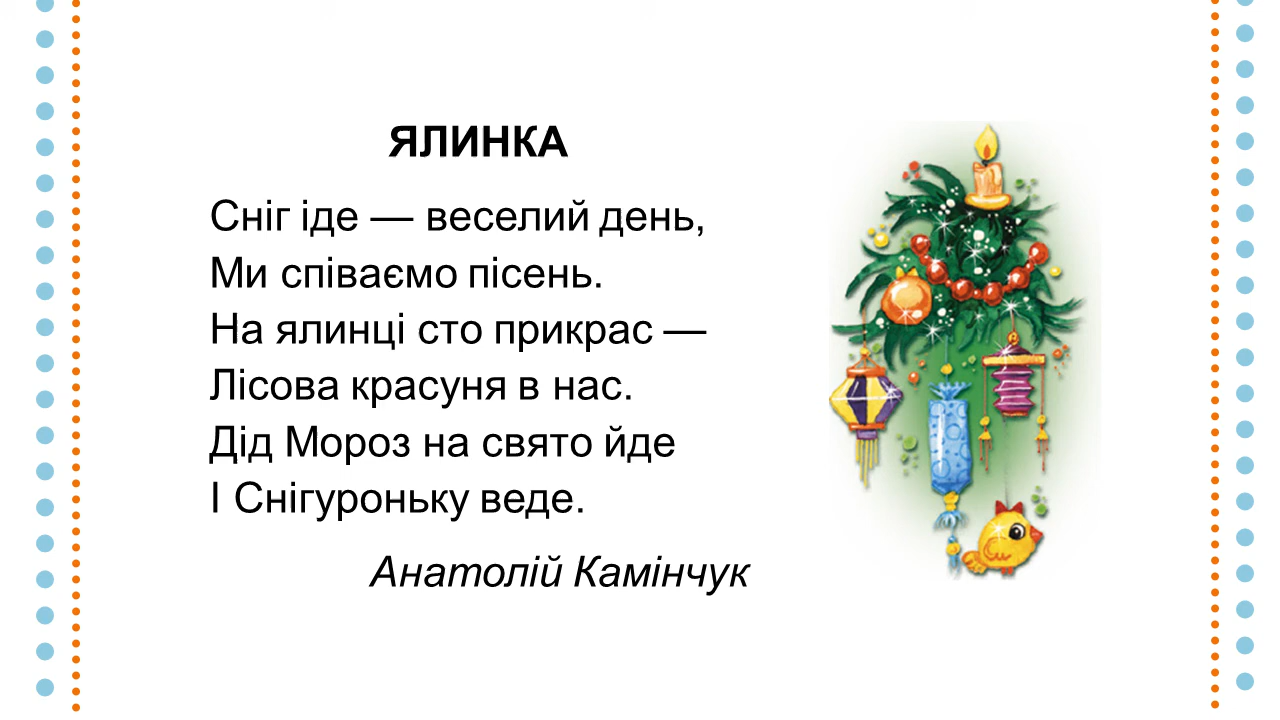 ЯЛИНКА
Сніг іде — веселий день,
Ми співаємо пісень.
На ялинці сто прикрас —
Лісова красуня в нас.
Дід Мороз на свято йде
І Снігуроньку веде.
Анатолій Камінчук